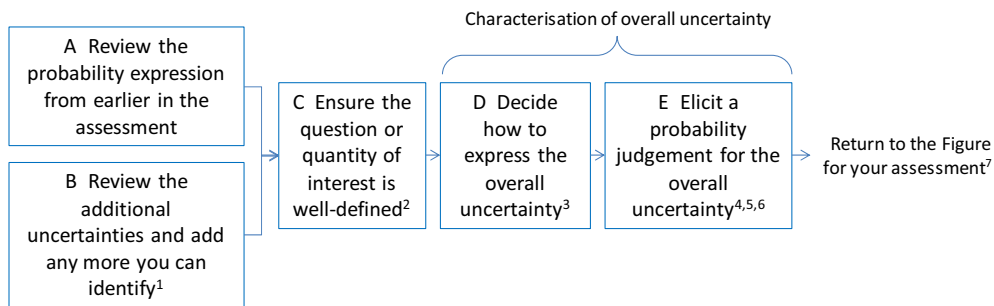 Characterisation of overall uncertainty
A Review the
probability expression
from earlier in the
assessment
B Review the
additional
uncertainties and add
any more you can
identify¹
C Ensure the
question or
quantity of
interest is
well-defined²
D Decide
how to
express the
overall
uncertainty³
E Elicit a
probability
judgement for the
overall
uncertainty⁴,⁵,⁶
Return to the Figure
for your assessment⁷